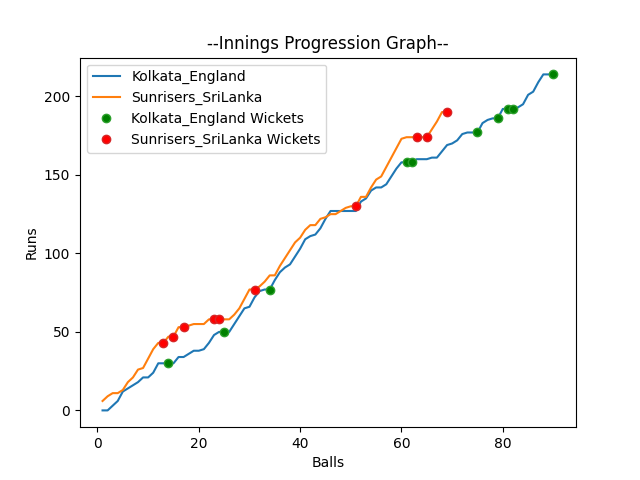 --Innings Progression Graph--
Kolkata_England
Sunrisers_SriLanka
Kolkata_England Wickets
Sunrisers_SriLanka Wickets
200
150
100
50
0
Runs
0 20 40 60 80
Balls